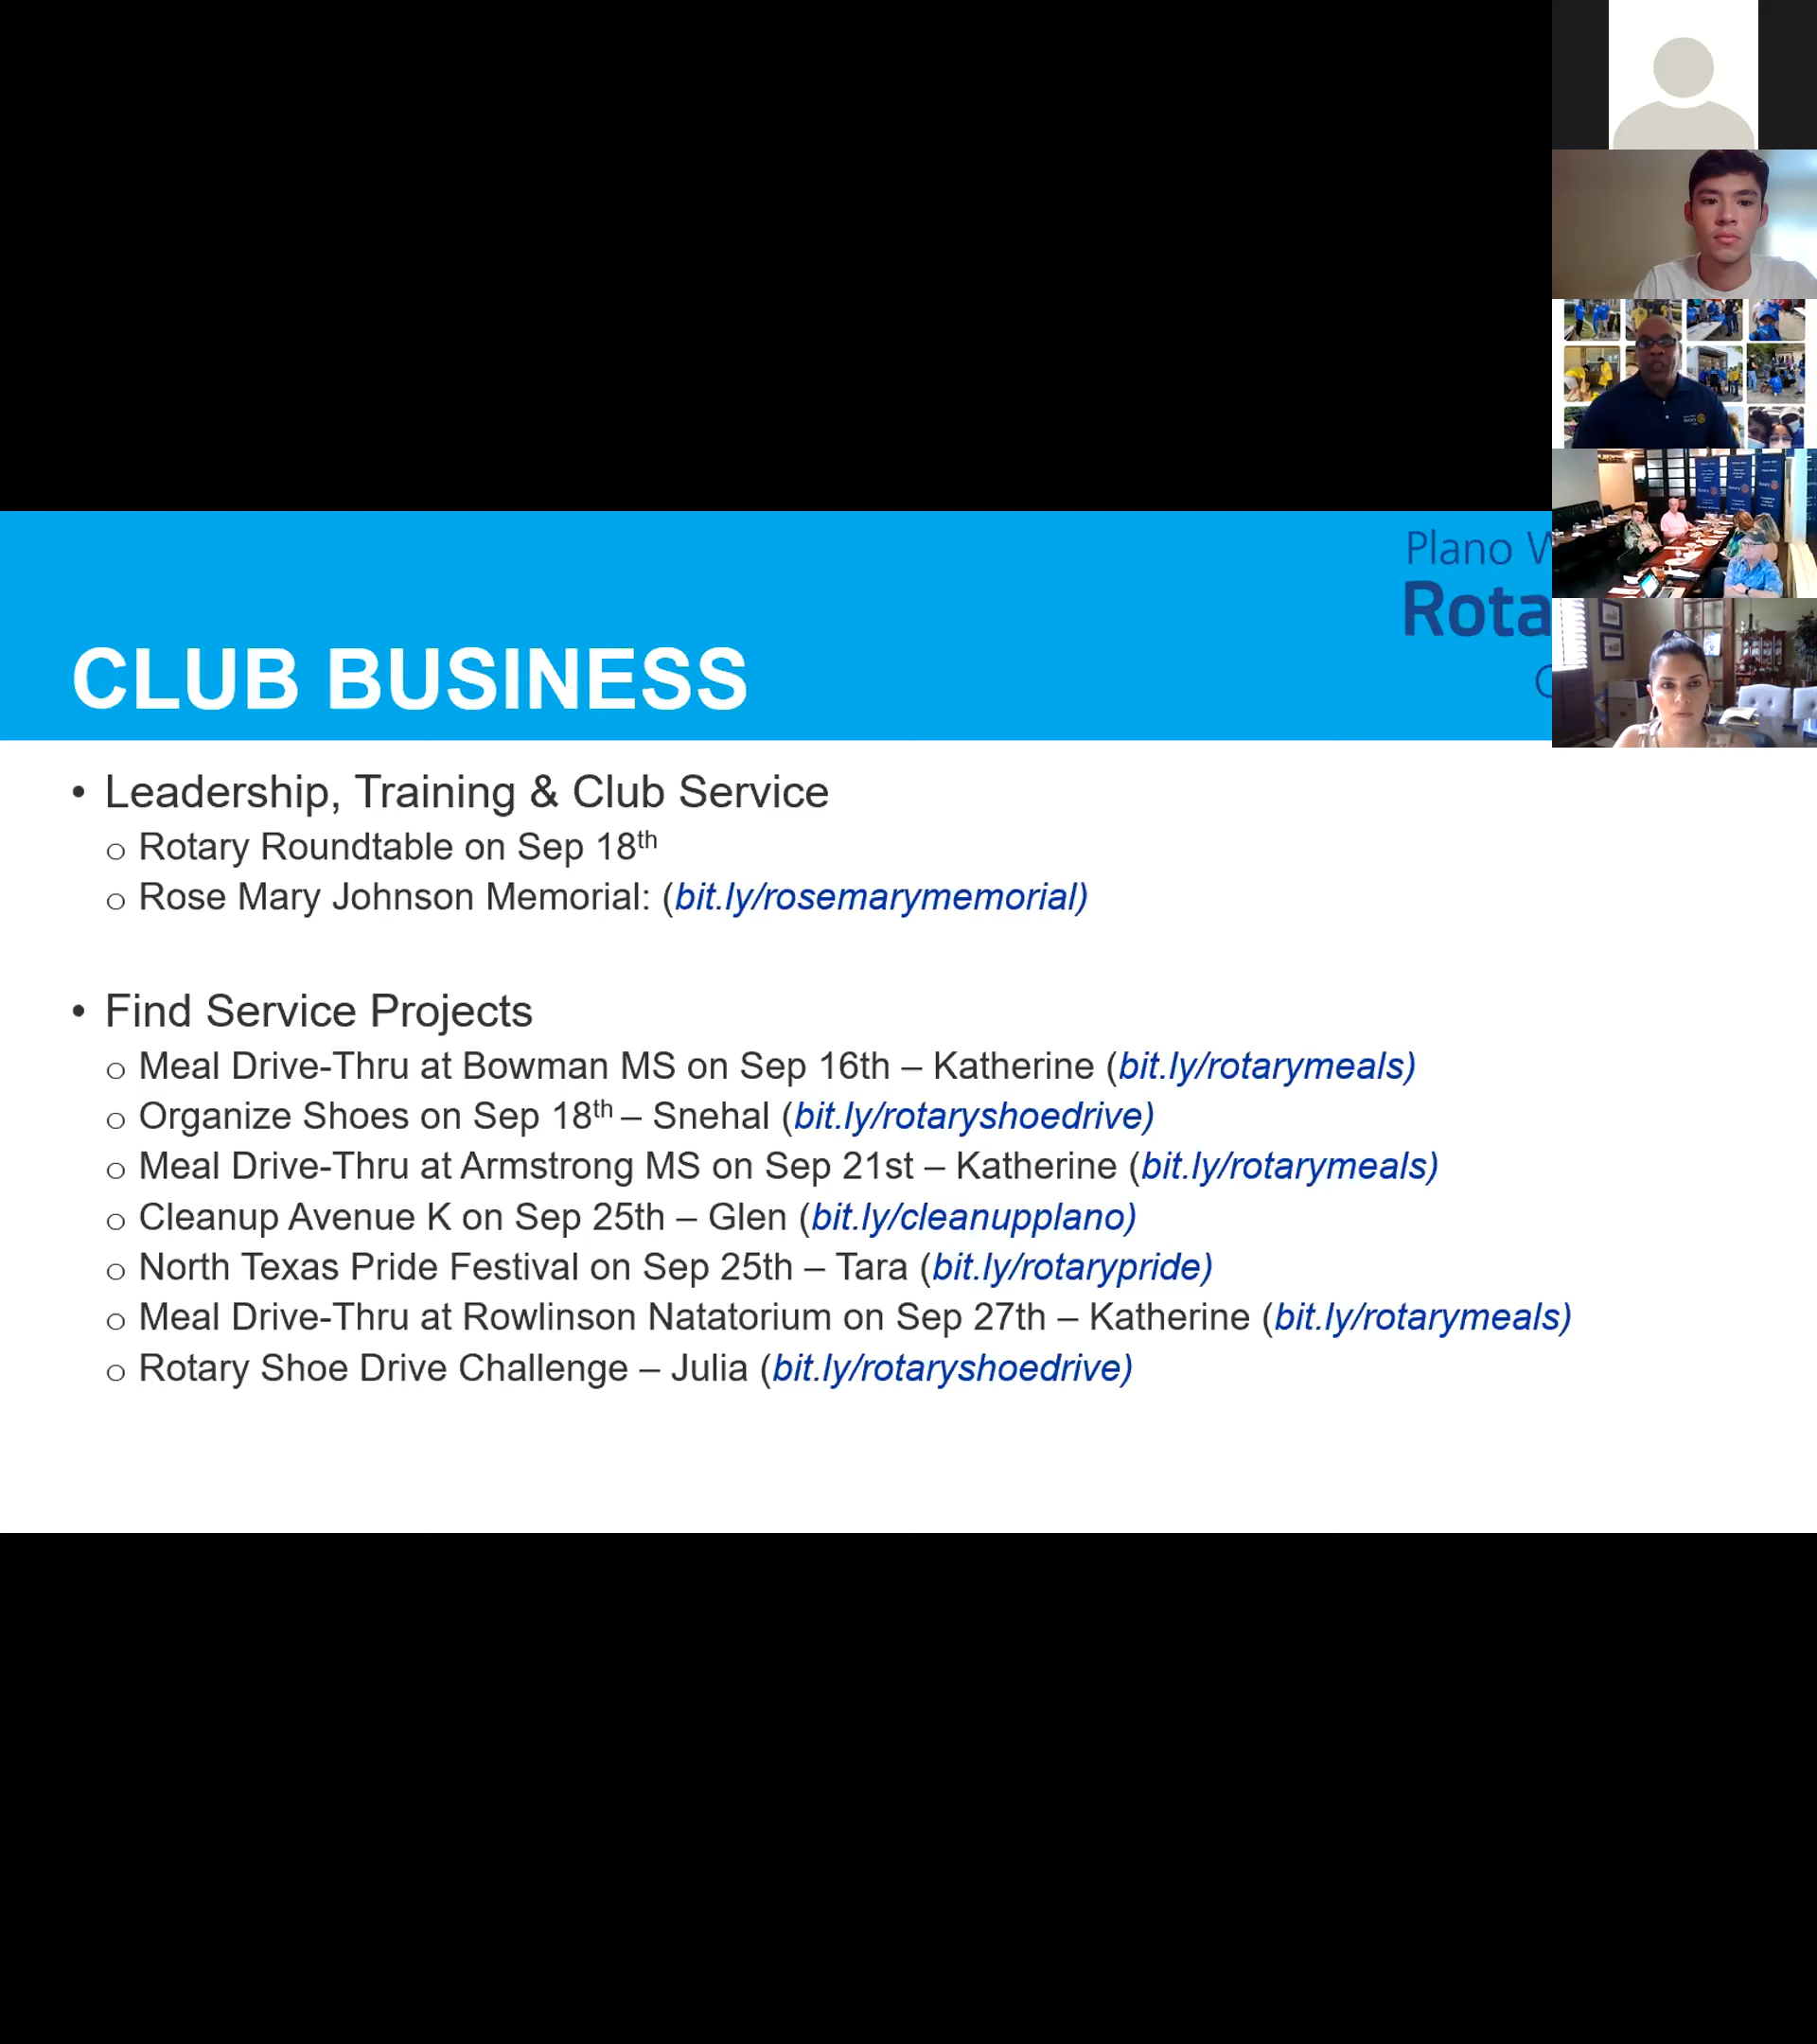 Plano
Rota
CLUB BUSINESS
• Leadership, Training & Club Service
o Rotary Roundtable on Sep 18th
o Rose Mary Johnson Memorial: (bit.ly/rosemarymemorial)
• Find Service Projects
o Meal Drive-Thru at Bowman MS on Sep 16th – Katherine (bit.ly/rotarymeals)
o Organize Shoes on Sep 18th – Snehal (bit.ly/rotaryshoedrive)
o Meal Drive-Thru at Armstrong MS on Sep 21st – Katherine (bit.ly/rotarymeals)
o Cleanup Avenue K on Sep 25th – Glen (bit.ly/cleanupplano)
o North Texas Pride Festival on Sep 25th – Tara (bit.ly/rotarypride)
o Meal Drive-Thru at Rowlinson Natatorium on Sep 27th – Katherine (bit.ly/rotarymeals)
o Rotary Shoe Drive Challenge – Julia (bit.ly/rotaryshoedrive)